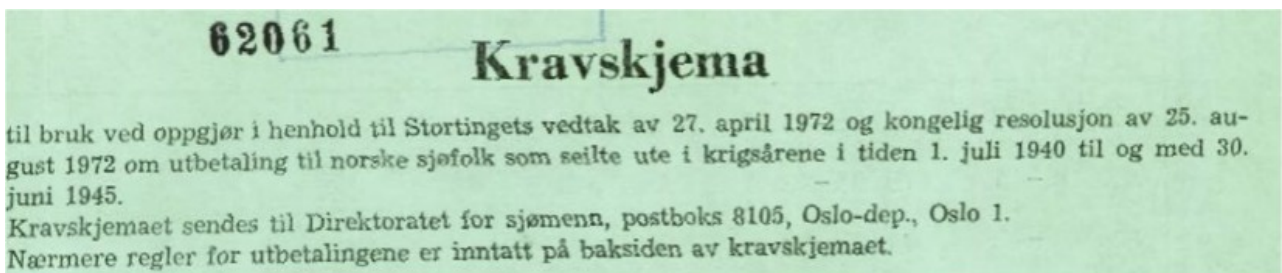 62061
Kravskjema
til bruk ved oppgjør i henhold til Stortingets vedtak av 27. april 1972 og kongelig resolusjon av 25. au-
gust 1972 om utbetaling til norske sjøfolk som seilte ute i krigsårene i tiden 1. juli 1940 til og med 30.
juni 1945.
Kravskjemaet sendes til Direktoratet for sjømenn, postboks 8105, Oslo-dep., Oslo 1.
Nærmere regler for utbetalingene er inntatt på baksiden av kravskjemaet.